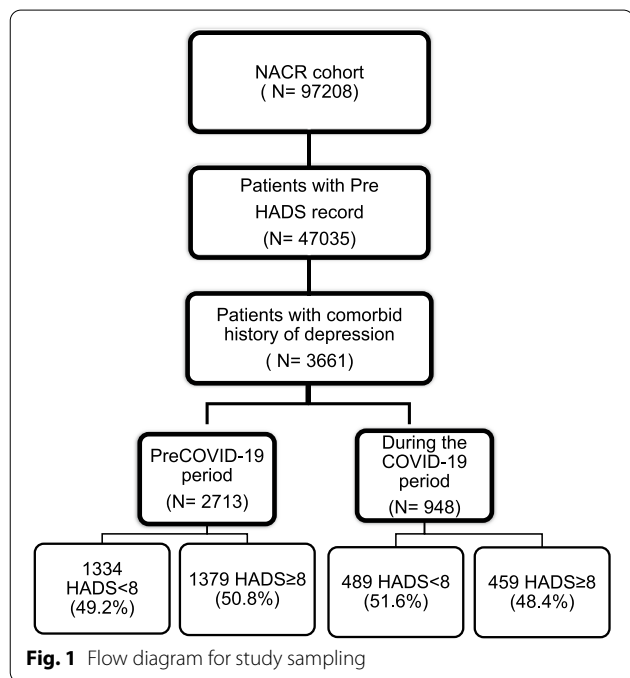 NACR cohort
( N= 97208)
Patients with Pre
HADS record
(N= 47035)
Patients with comorbid
history of depression
( N= 3661)
PreCOVID-19
period
(N= 2713)
During the
COVID-19
period
(N= 948)
1334
HADS<8
(49.2%)
1379 HADS≥8
(50.8%)
489 HADS<8
(51.6%)
459 HADS≥8
(48.4%)
Fig. 1 Flow diagram for study sampling